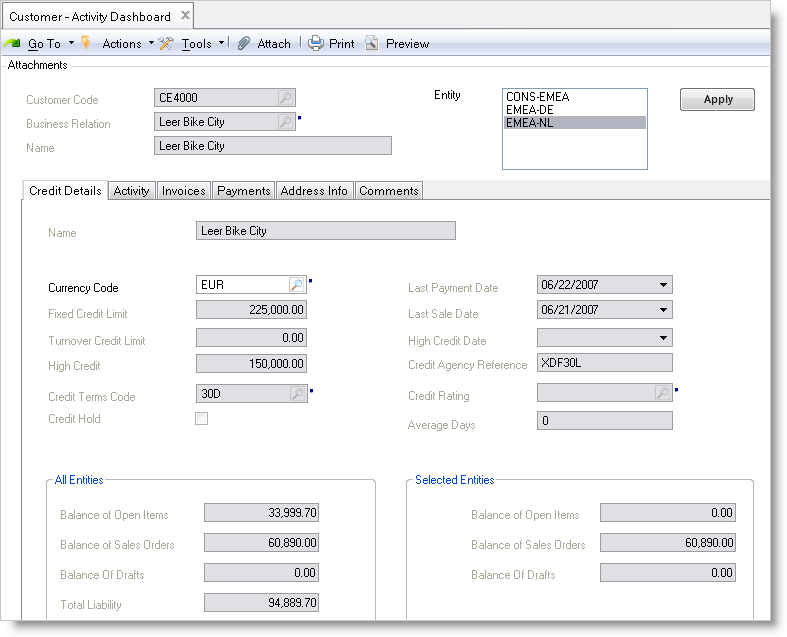 Customer - Activity Dashboard
Go To Actions Tools Attach Print Preview
Attachments
Customer Code CE4000
Business Relation Leer Bike City
Name Leer Bike City
Entity
CONS-EMEA
EMEA-DE
EMEA-NL
Apply
Credit Details Activity Invoices Payments Address Info Comments
Name Leer Bike City
Currency Code EUR
Fixed Credit Limit 225,000.00
Turnover Credit Limit 0.00
High Credit 150,000.00
Credit Terms Code 30D
Credit Hold
Last Payment Date 06/22/2007
Last Sale Date 06/21/2007
High Credit Date
Credit Agency Reference XDF30L
Credit Rating
Average Days 0
All Entities
Balance of Open Items 33,999.70
Balance of Sales Orders 60,890.00
Balance Of Drafts 0.00
Total Liability 94,889.70
Selected Entities
Balance of Open Items 0.00
Balance of Sales Orders 60,890.00
Balance Of Drafts 0.00